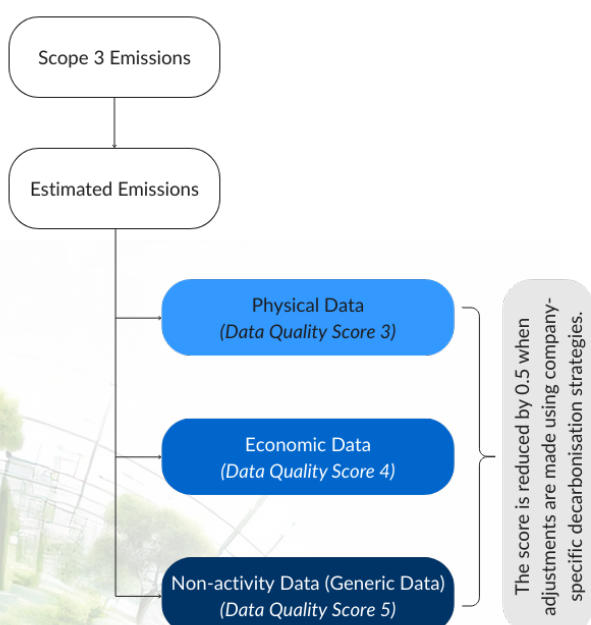 Scope 3 Emissions
Estimated Emissions
Physical Data
(Data Quality Score 3)
Economic Data
(Data Quality Score 4)
Non-activity Data (Generic Data)
(Data Quality Score 5)
The score is reduced by 0.5 when
adjustments are made using company-
specific decarbonisation strategies.